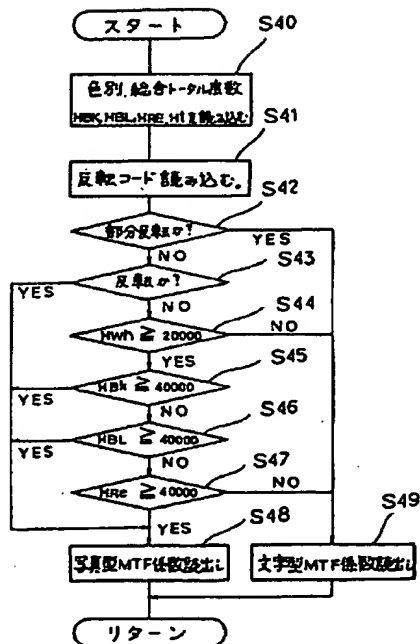 スタート
S40
色別、総合トータル度数
HBK,HBL,HRE,Htを読み込む
S41
反転コード読み込む。
S42
部分反転か?
YES
NO
S43
反転か?
YES
NO
S44
HWh ≧ 20000
NO
YES
S45
HBk ≧ 40000
YES
NO
S46
HBL ≧ 40000
YES
NO
S47
HRe ≧ 40000
NO
YES
S48
S49
写真型MTF係数読出し
文字型MTF係数読出し
リターン